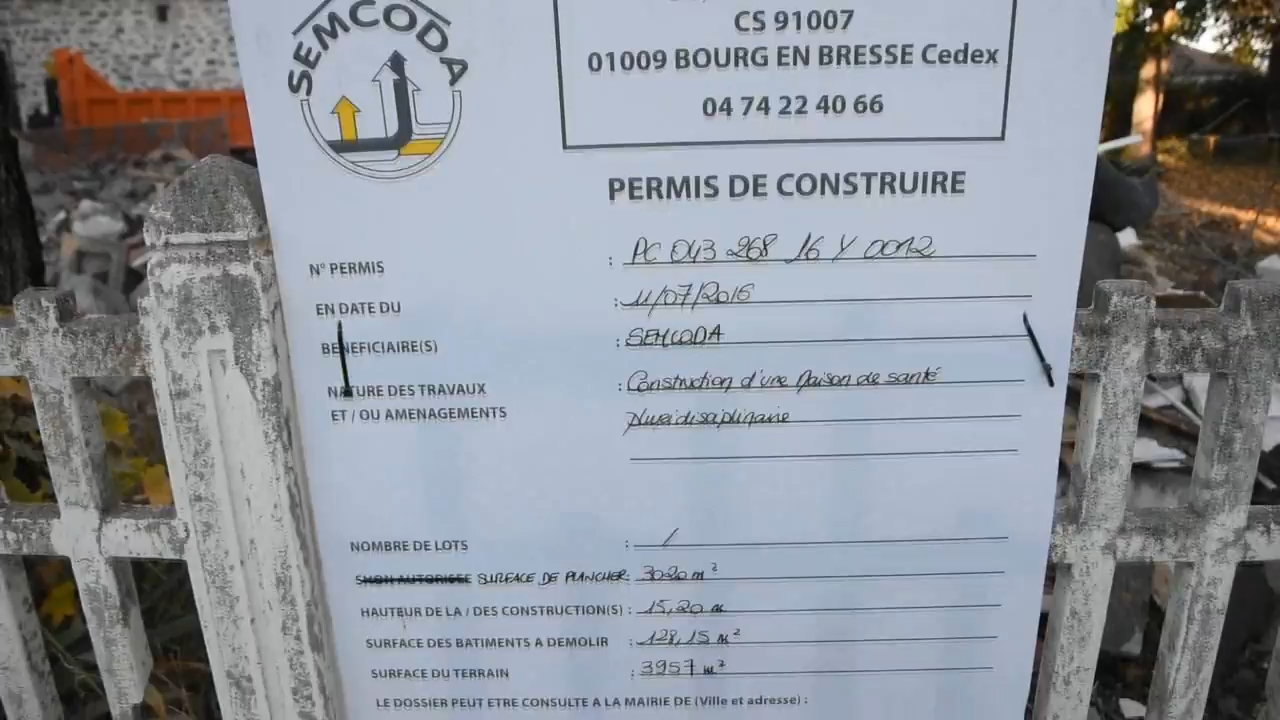 SEMCODA
CS 91007
01009 BOURG EN BRESSE Cedex
04 74 22 40 66
PERMIS DE CONSTRUIRE
N° PERMIS : PC 043 268 16 Y 0012
EN DATE DU : 11/07/2016
BENEFICIAIRE(S) : SEMCODA
NATURE DES TRAVAUX : Construction d'une Maison de santé
ET / OU AMENAGEMENTS pluridisciplinaire
NOMBRE DE LOTS : /
SHON AUTORISEE SURFACE DE PLANCHER : 3020 m²
HAUTEUR DE LA / DES CONSTRUCTION(S) : 15,20 m
SURFACE DES BATIMENTS A DEMOLIR : 128,15 m²
SURFACE DU TERRAIN : 3957 m²
LE DOSSIER PEUT ETRE CONSULTE A LA MAIRIE DE (Ville et adresse) :